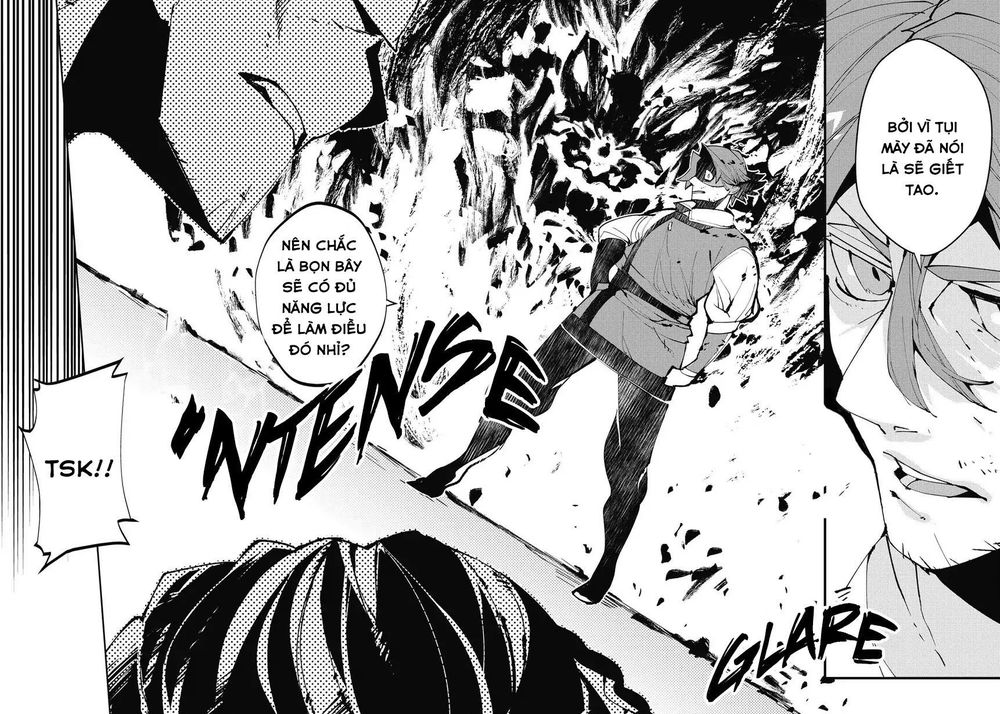 BỞI VÌ TỤI
MÀY ĐÃ NÓI
LÀ SẼ GIẾT
TAO.
GLARE
NÊN CHẮC
LÀ BỌN BÂY
SẼ CÓ ĐỦ
NĂNG LỰC
ĐỂ LÀM ĐIỀU
ĐÓ NHỈ?
INTENSE
TSK!!